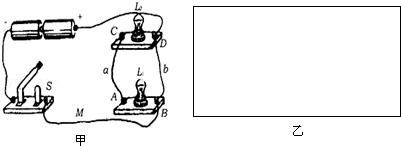 - +
L₂
C D
a b
S L₁
A B
M
甲 乙